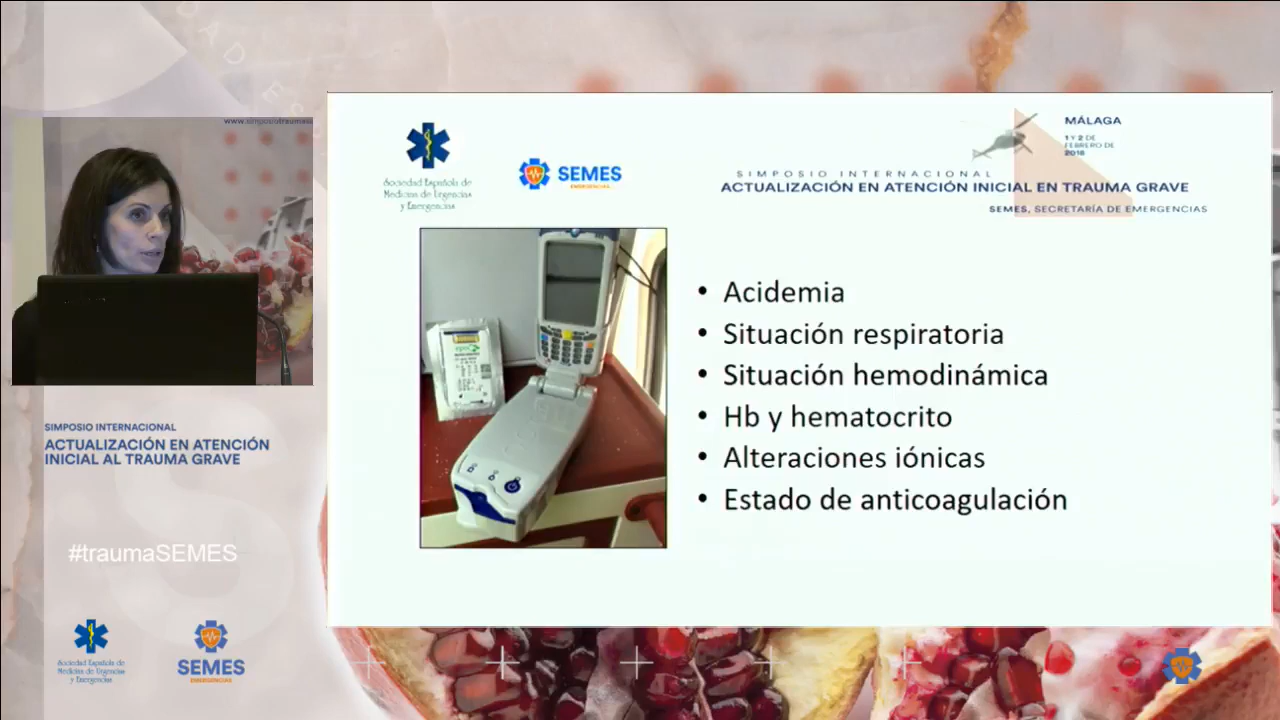 www.simposiotrauma
Sociedad Española de
Medicina de Urgencias
y Emergencias
SEMES
EMERGENCIAS
MÁLAGA
1 Y 2 DE
FEBRERO DE
2018
SIMPOSIO INTERNACIONAL
ACTUALIZACIÓN EN ATENCIÓN INICIAL EN TRAUMA GRAVE
SEMES, SECRETARÍA DE EMERGENCIAS
• Acidemia
• Situación respiratoria
• Situación hemodinámica
• Hb y hematocrito
• Alteraciones iónicas
• Estado de anticoagulación
SIMPOSIO INTERNACIONAL
ACTUALIZACIÓN EN ATENCIÓN
INICIAL AL TRAUMA GRAVE
#traumaSEMES
Sociedad Española de
Medicina de Urgencias
y Emergencias
SEMES
EMERGENCIAS